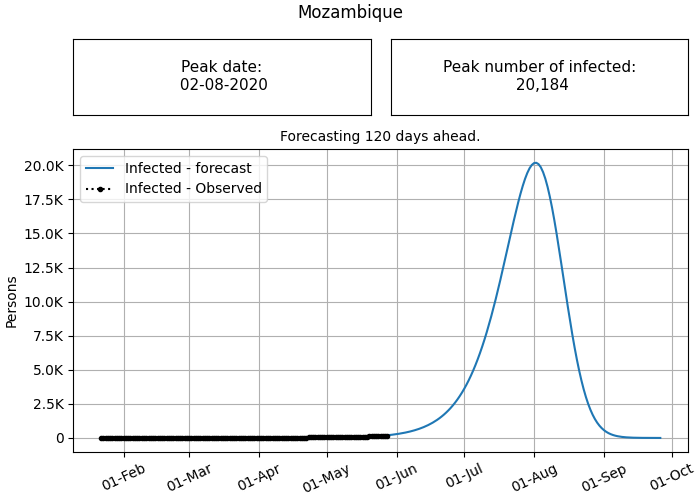 Mozambique
Peak date:
02-08-2020
Peak number of infected:
20,184
Forecasting 120 days ahead.
Infected - forecast
Infected - Observed
Persons
20.0K
17.5K
15.0K
12.5K
10.0K
7.5K
5.0K
2.5K
0
01-Feb
01-Mar
01-Apr
01-May
01-Jun
01-Jul
01-Aug
01-Sep
01-Oct